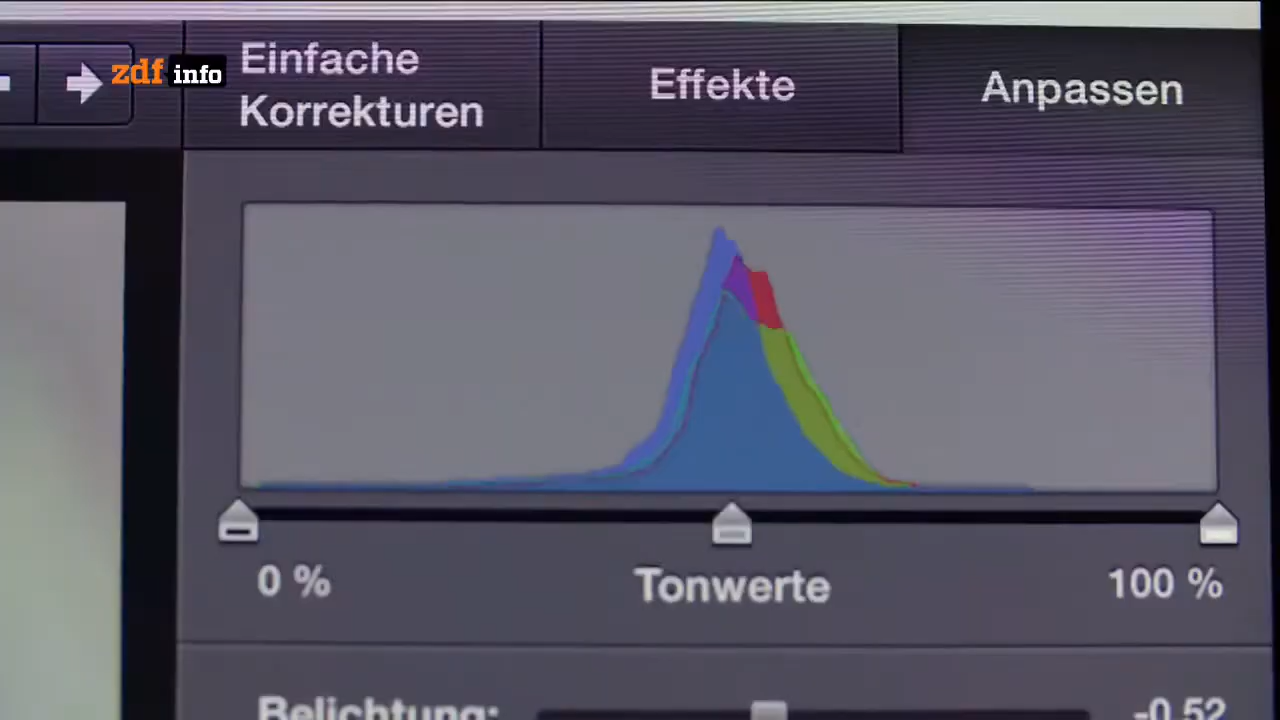 zdf info
Einfache
Korrekturen
Effekte
Anpassen
0 %
Tonwerte
100 %
Belichtung:
-0.52